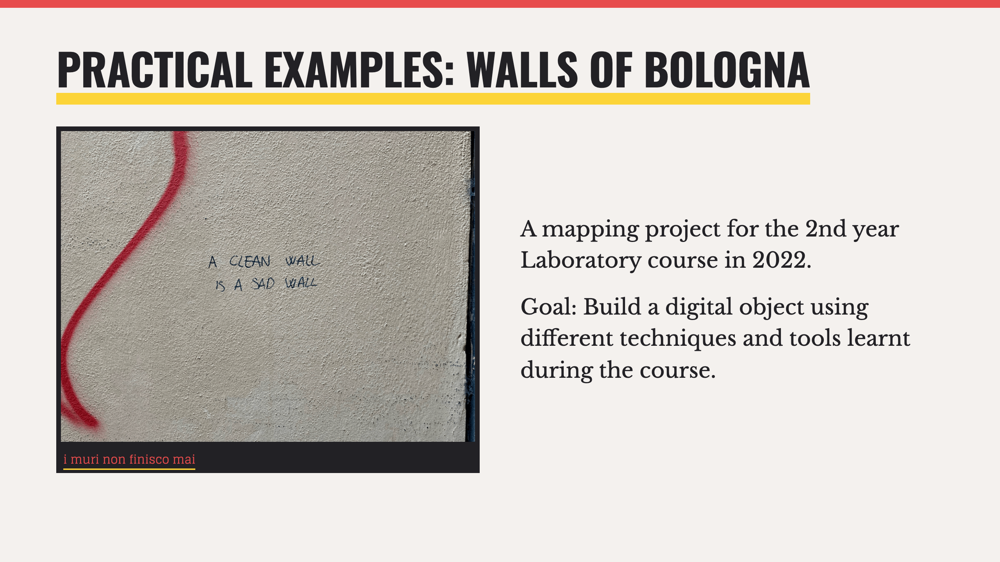 PRACTICAL EXAMPLES: WALLS OF BOLOGNA
A CLEAN WALL
IS A SAD WALL
i muri non finisco mai
A mapping project for the 2nd year
Laboratory course in 2022.
Goal: Build a digital object using
different techniques and tools learnt
during the course.